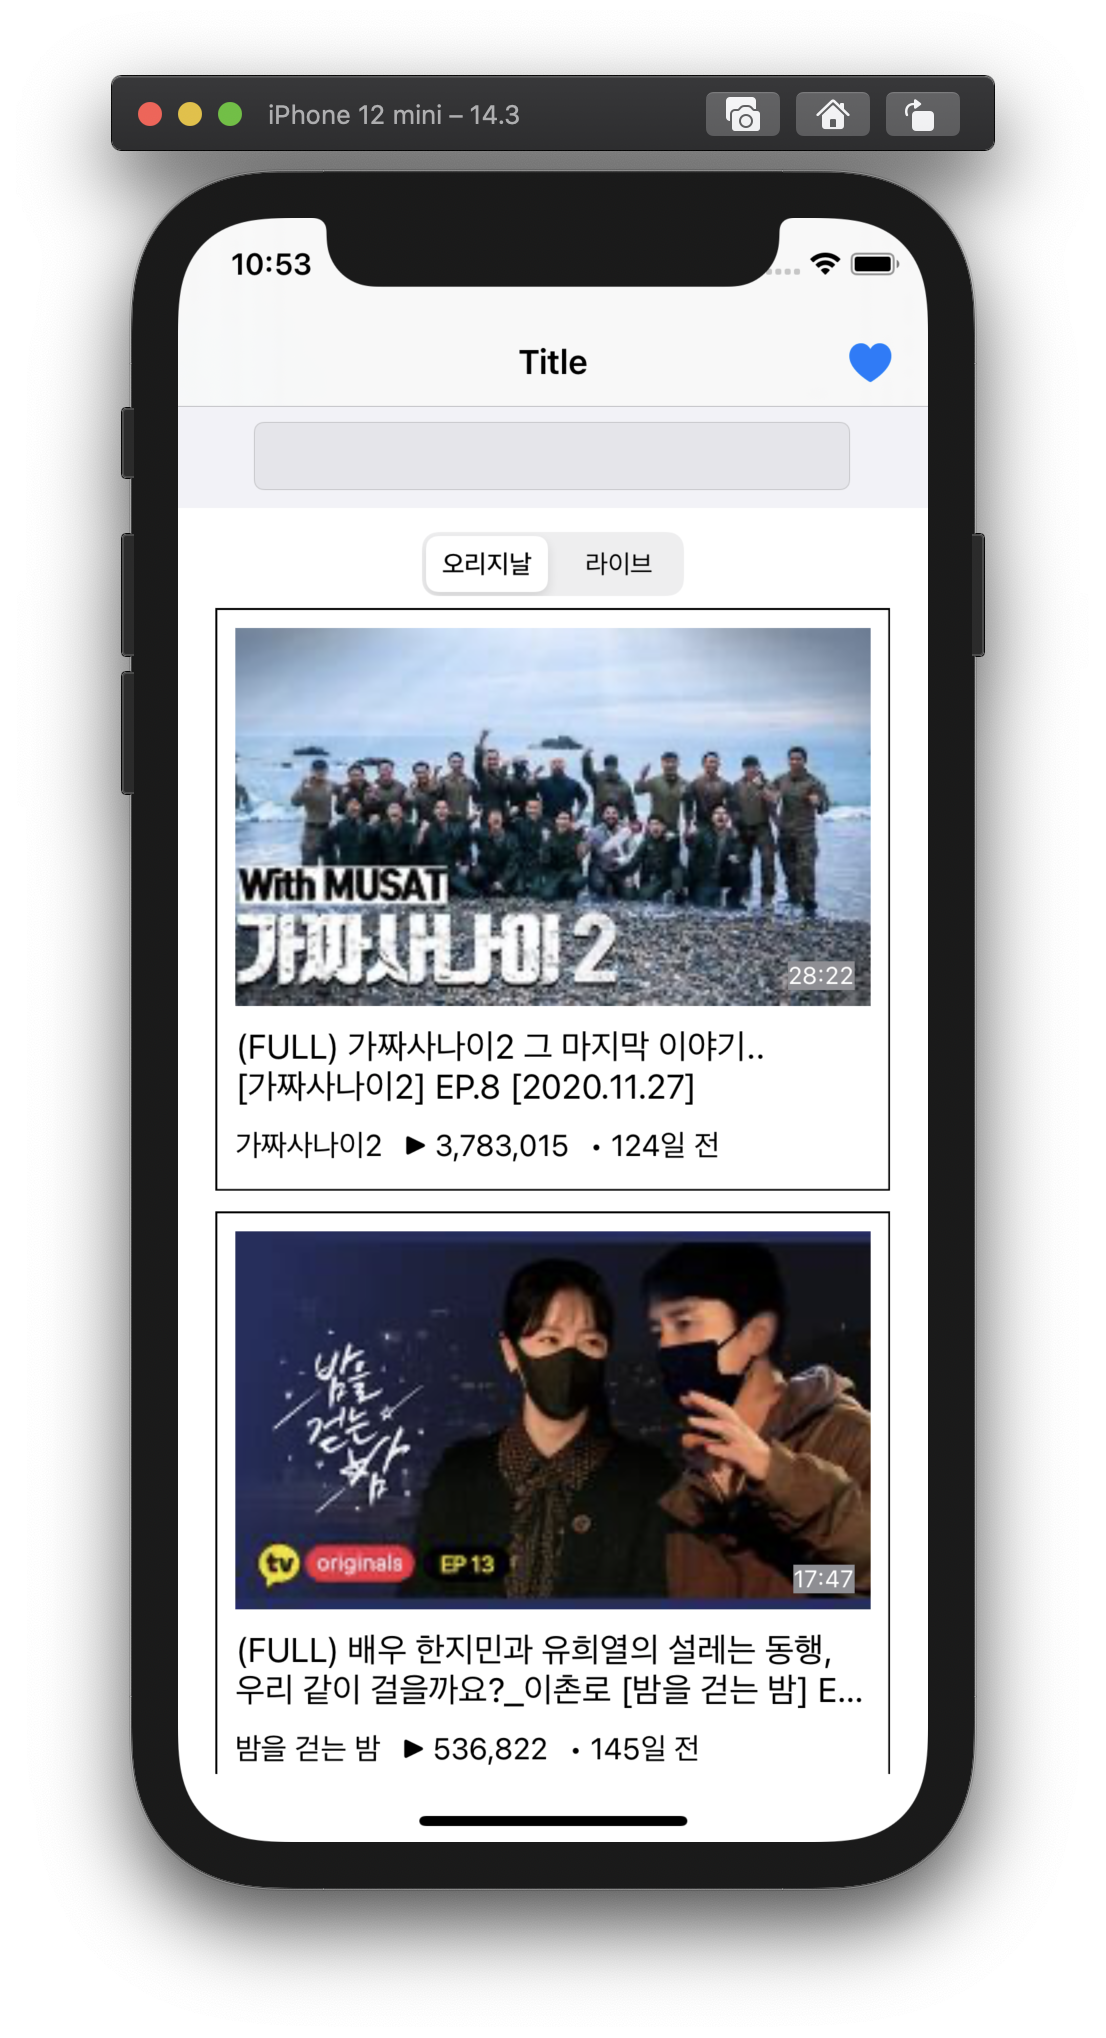 iPhone 12 mini – 14.3
10:53
Title
오리지날
라이브
With MUSAT
가짜사나이2
28:22
(FULL) 가짜사나이2 그 마지막 이야기..
[가짜사나이2] EP.8 [2020.11.27]
가짜사나이2 ▶ 3,783,015 • 124일 전
밤을
걷는
밤
tv originals EP 13
17:47
(FULL) 배우 한지민과 유희열의 설레는 동행,
우리 같이 걸을까요?_이촌로 [밤을 걷는 밤] E...
밤을 걷는 밤 ▶ 536,822 • 145일 전